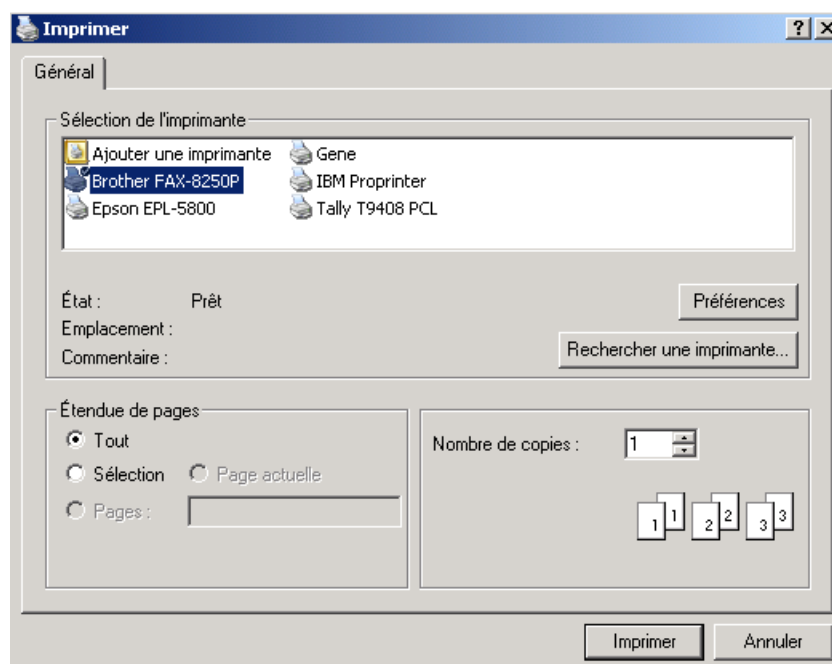 Imprimer
Général
Sélection de l'imprimante
Ajouter une imprimante
Gene
Brother FAX-8250P
IBM Proprinter
Epson EPL-5800
Tally T9408 PCL
État : Prêt
Préférences
Emplacement :
Commentaire :
Rechercher une imprimante...
Étendue de pages
Tout
Sélection
Page actuelle
Pages :
Nombre de copies : 1
1 1 2 2 3 3
Imprimer
Annuler